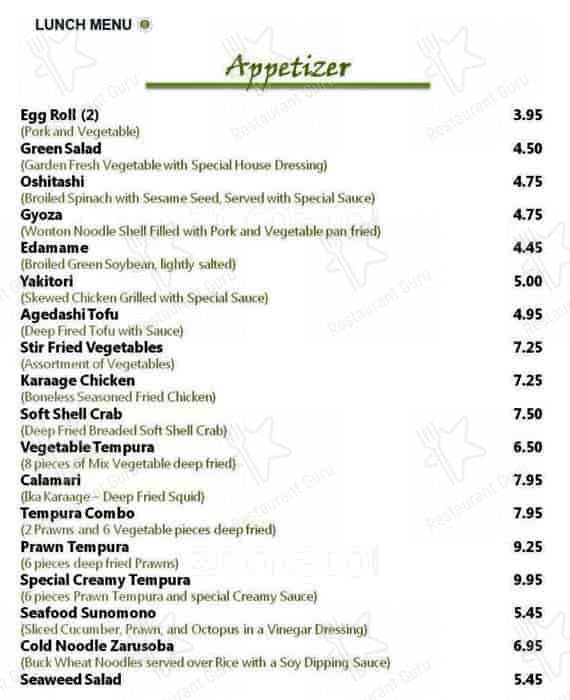 LUNCH MENU
Appetizer
Egg Roll (2) 3.95
(Pork and Vegetable)
Green Salad 4.50
(Garden Fresh Vegetable with Special House Dressing)
Oshitashi 4.75
(Broiled Spinach with Sesame Seed, Served with Special Sauce)
Gyoza 4.75
(Wonton Noodle Shell Filled with Pork and Vegetable pan fried)
Edamame 4.45
(Broiled Green Soybean, lightly salted)
Yakitori 5.00
(Skewed Chicken Grilled with Special Sauce)
Agedashi Tofu 4.95
(Deep Fired Tofu with Sauce)
Stir Fried Vegetables 7.25
(Assortment of Vegetables)
Karaage Chicken 7.25
(Boneless Seasoned Fried Chicken)
Soft Shell Crab 7.50
(Deep Fried Breaded Soft Shell Crab)
Vegetable Tempura 6.50
(8 pieces of Mix Vegetable deep fried)
Calamari 7.95
(Ika Karaage – Deep Fried Squid)
Tempura Combo 7.95
(2 Prawns and 6 Vegetable pieces deep fried)
Prawn Tempura 9.25
(6 pieces deep fried Prawns)
Special Creamy Tempura 9.95
(6 pieces Prawn Tempura and special Creamy Sauce)
Seafood Sunomono 5.45
(Sliced Cucumber, Prawn, and Octopus in a Vinegar Dressing)
Cold Noodle Zarusoba 6.95
(Buck Wheat Noodles served over Rice with a Soy Dipping Sauce)
Seaweed Salad 5.45
Restaurant Guru